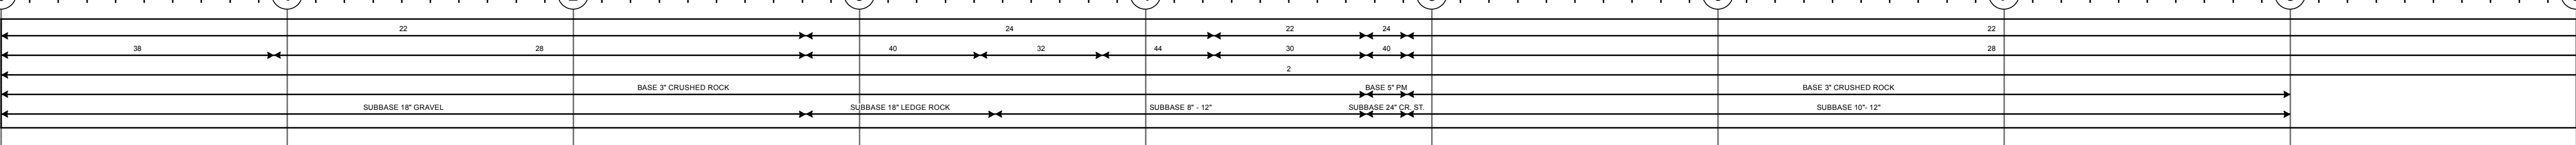 22 24 22 24 22
38 28 40 32 44 30 40 28
2
BASE 3" CRUSHED ROCK BASE 5" PM BASE 3" CRUSHED ROCK
SUBBASE 18" GRAVEL SUBBASE 18" LEDGE ROCK SUBBASE 8" - 12" SUBBASE 24" CR. ST. SUBBASE 10"- 12"